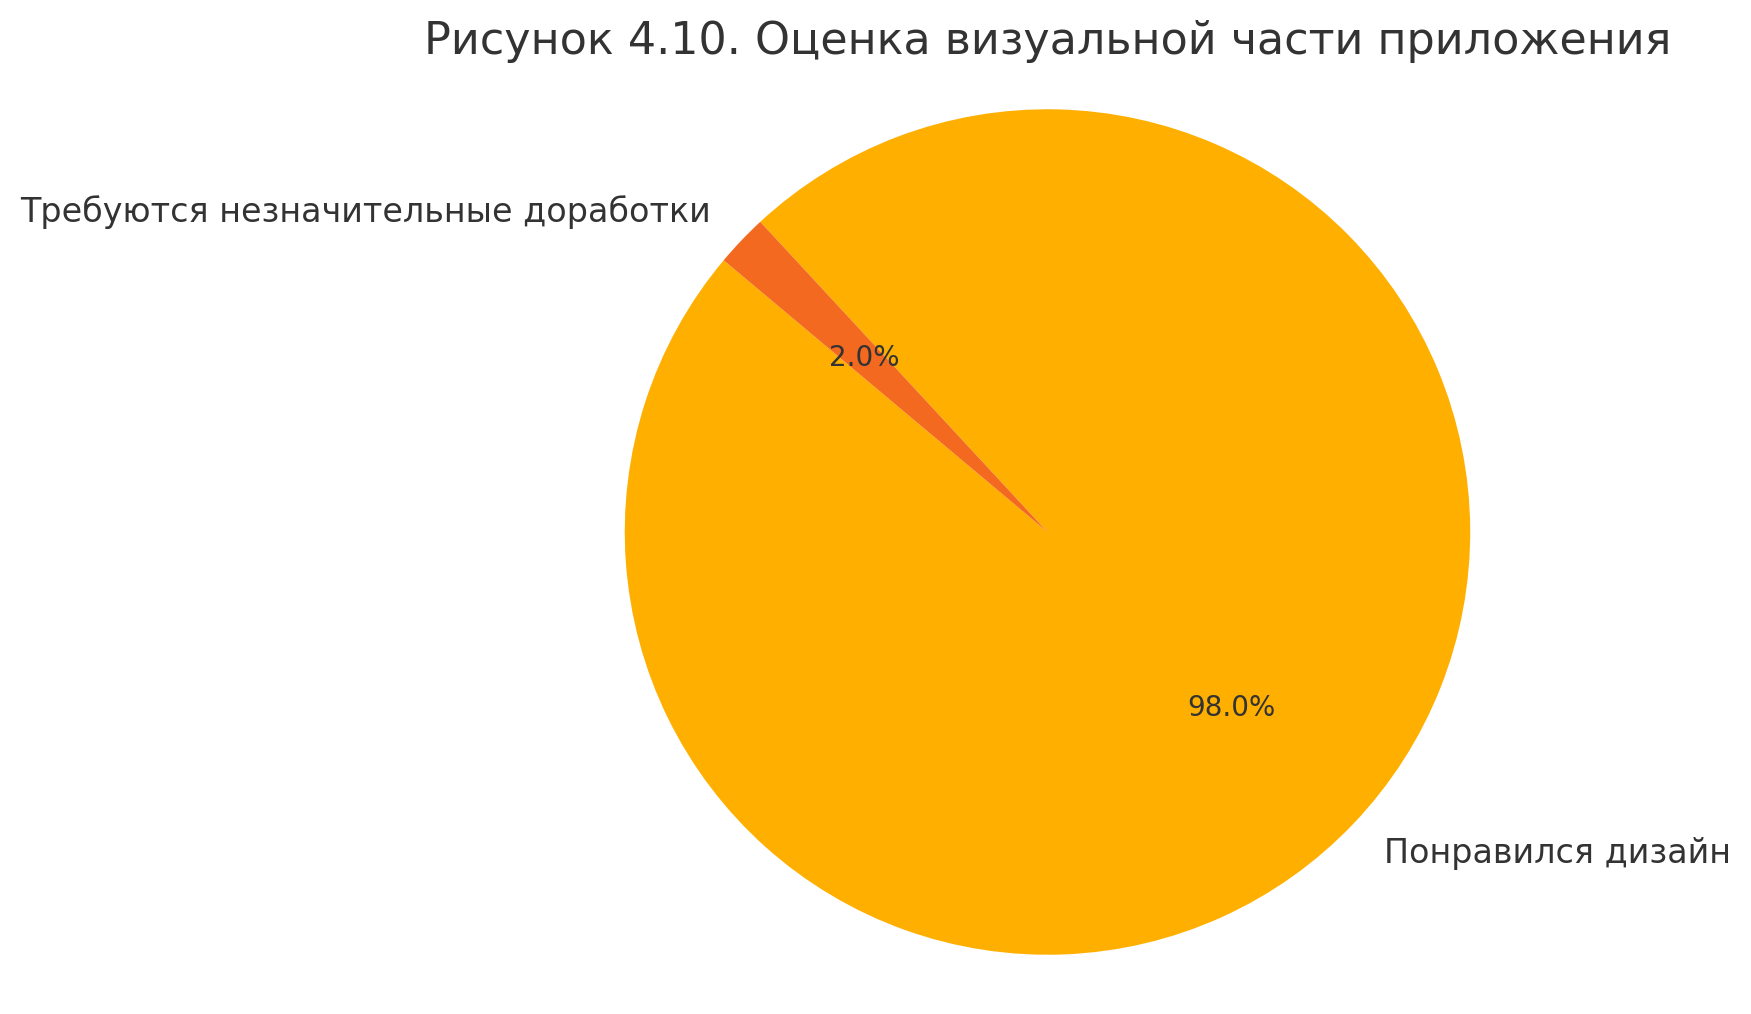 Рисунок 4.10. Оценка визуальной части приложения
Требуются незначительные доработки
2.0%
98.0%
Понравился дизайн